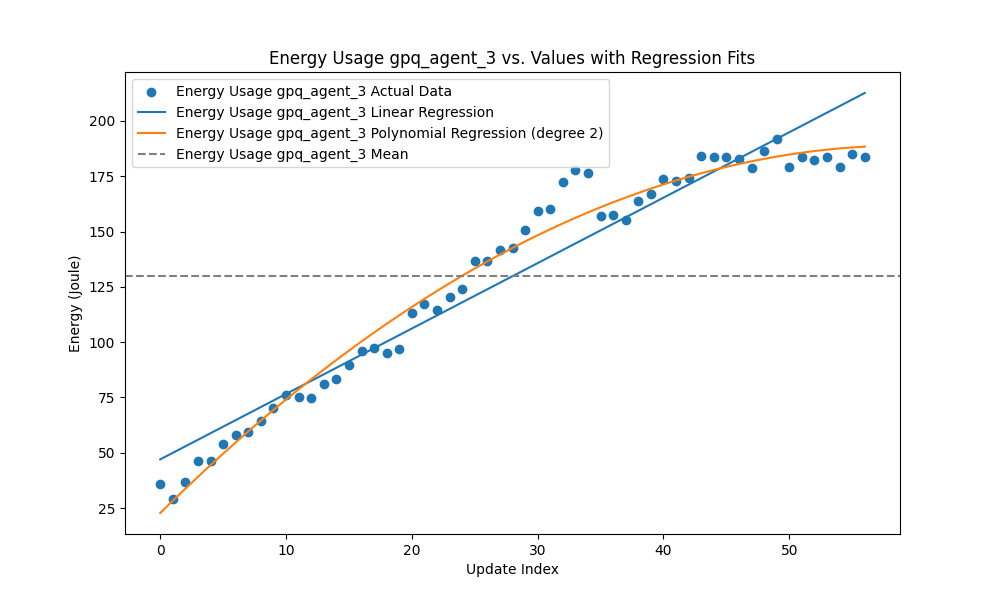 Energy Usage gpq_agent_3 vs. Values with Regression Fits
Energy Usage gpq_agent_3 Actual Data
Energy Usage gpq_agent_3 Linear Regression
Energy Usage gpq_agent_3 Polynomial Regression (degree 2)
Energy Usage gpq_agent_3 Mean
Energy (Joule)
200
175
150
125
100
75
50
25
0 10 20 30 40 50
Update Index